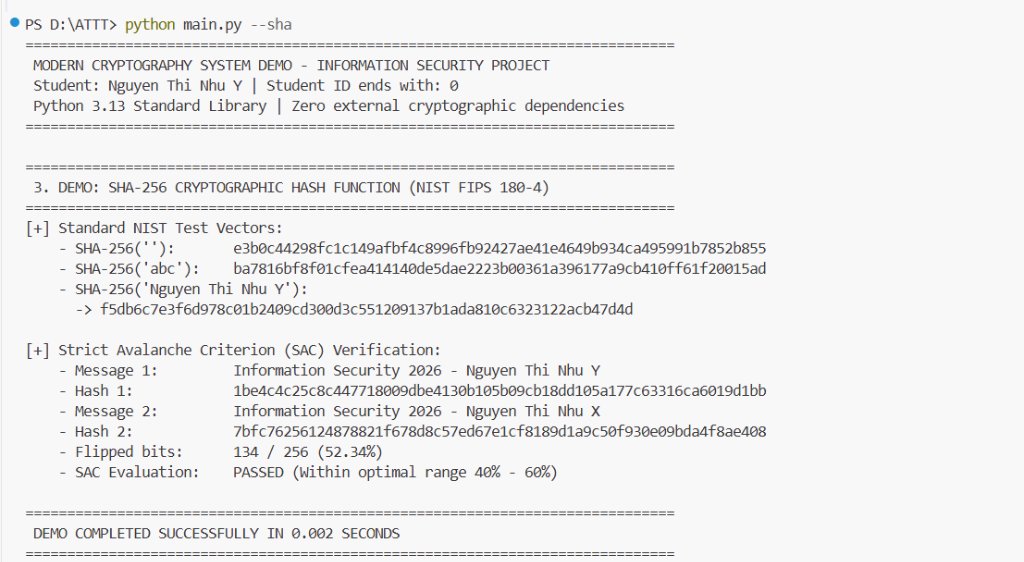 PS D:\ATTT> python main.py --sha
==============================================================================
MODERN CRYPTOGRAPHY SYSTEM DEMO - INFORMATION SECURITY PROJECT
Student: Nguyen Thi Nhu Y | Student ID ends with: 0
Python 3.13 Standard Library | Zero external cryptographic dependencies
==============================================================================
==============================================================================
3. DEMO: SHA-256 CRYPTOGRAPHIC HASH FUNCTION (NIST FIPS 180-4)
==============================================================================
[+] Standard NIST Test Vectors:
- SHA-256(''): e3b0c44298fc1c149afbf4c8996fb92427ae41e4649b934ca495991b7852b855
- SHA-256('abc'): ba7816bf8f01cfea414140de5dae2223b00361a396177a9cb410ff61f20015ad
- SHA-256('Nguyen Thi Nhu Y'):
-> f5db6c7e3f6d978c01b2409cd300d3c551209137b1ada810c6323122acb47d4d
[+] Strict Avalanche Criterion (SAC) Verification:
- Message 1: Information Security 2026 - Nguyen Thi Nhu Y
- Hash 1: 1be4c4c25c8c447718009dbe4130b105b09cb18dd105a177c63316ca6019d1bb
- Message 2: Information Security 2026 - Nguyen Thi Nhu X
- Hash 2: 7bfc76256124878821f678d8c57ed67e1cf8189d1a9c50f930e09bda4f8ae408
- Flipped bits: 134 / 256 (52.34%)
- SAC Evaluation: PASSED (Within optimal range 40% - 60%)
==============================================================================
DEMO COMPLETED SUCCESSFULLY IN 0.002 SECONDS
==============================================================================